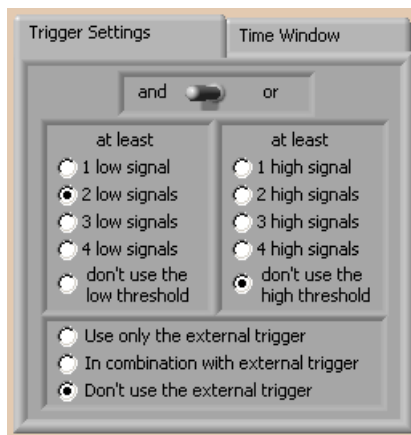 Trigger Settings
Time Window
and or
at least
1 low signal
2 low signals
3 low signals
4 low signals
don't use the
low threshold
at least
1 high signal
2 high signals
3 high signals
4 high signals
don't use the
high threshold
Use only the external trigger
In combination with external trigger
Don't use the external trigger